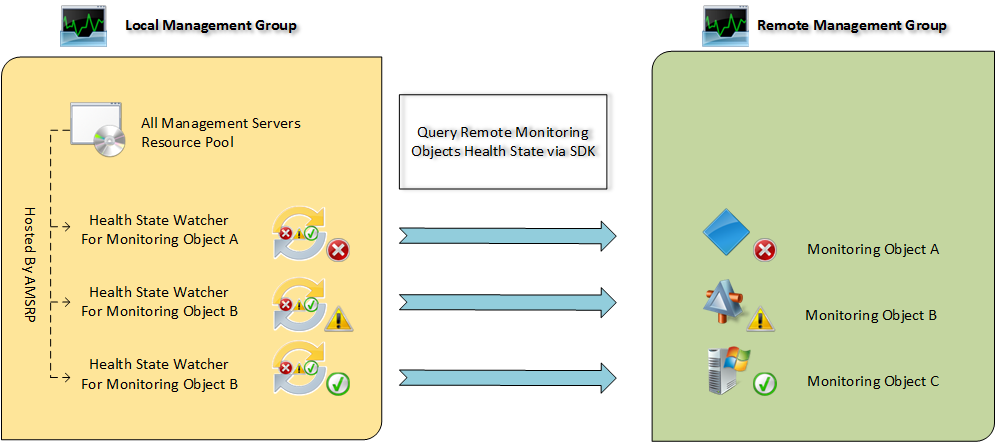 Local Management Group
Remote Management Group
All Management Servers
Resource Pool
Query Remote Monitoring
Objects Health State via SDK
Hosted By AMSRP
Health State Watcher
For Monitoring Object A
Monitoring Object A
Health State Watcher
For Monitoring Object B
Monitoring Object B
Health State Watcher
For Monitoring Object B
Monitoring Object C